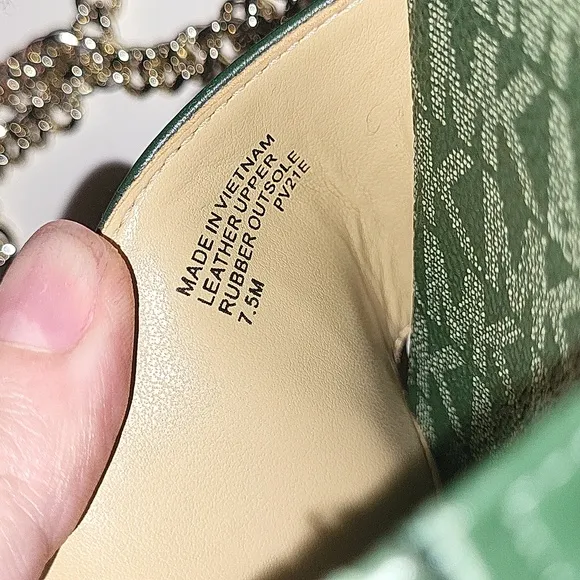 MADE IN VIETNAM
LEATHER UPPER
RUBBER OUTSOLE
PV21E
7.5M